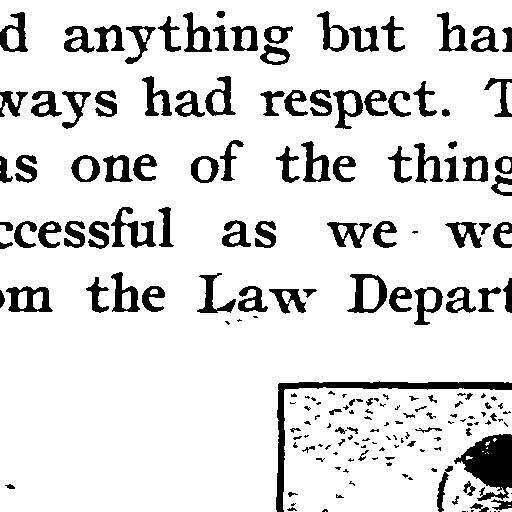 d anything but har
ways had respect. T
as one of the thing
ccessful as we we
om the Law Depart